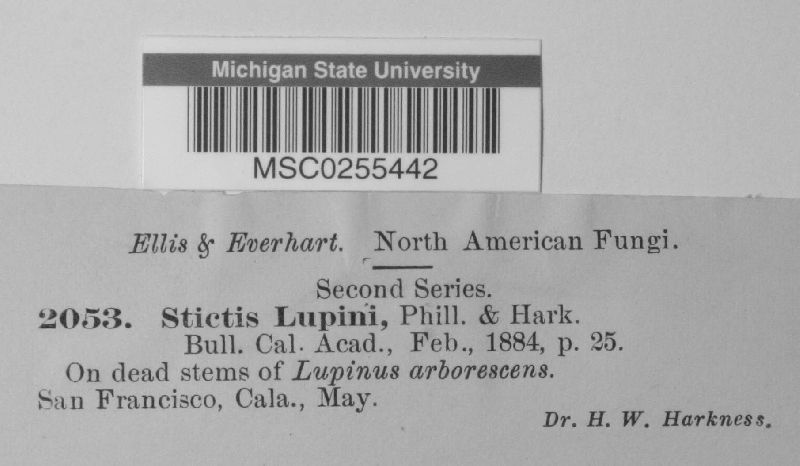 Michigan State University
MSC0255442
Ellis & Everhart. North American Fungi.
Second Series.
2053. Stictis Lupini, Phill. & Hark.
Bull. Cal. Acad., Feb., 1884, p. 25.
On dead stems of Lupinus arborescens.
San Francisco, Cala., May.
Dr. H. W. Harkness.